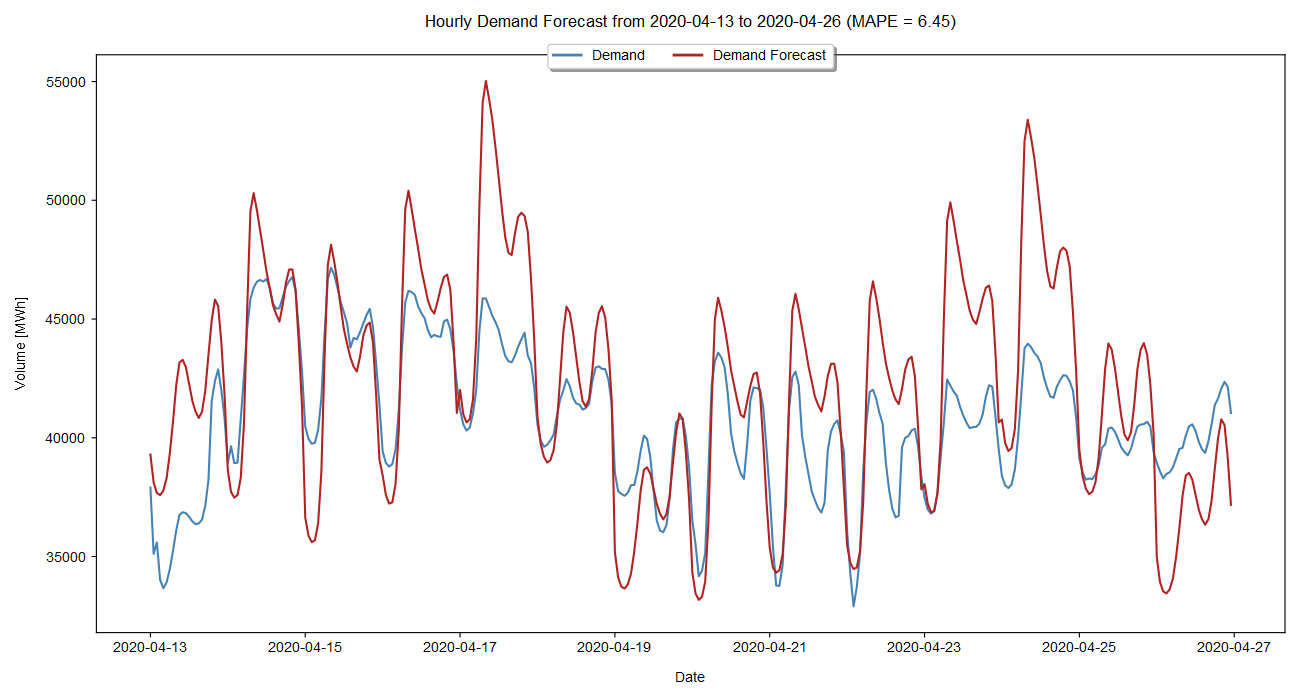 Hourly Demand Forecast from 2020-04-13 to 2020-04-26 (MAPE = 6.45)
Demand
Demand Forecast
55000
50000
45000
40000
35000
Volume [MWh]
2020-04-13
2020-04-15
2020-04-17
2020-04-19
2020-04-21
2020-04-23
2020-04-25
2020-04-27
Date